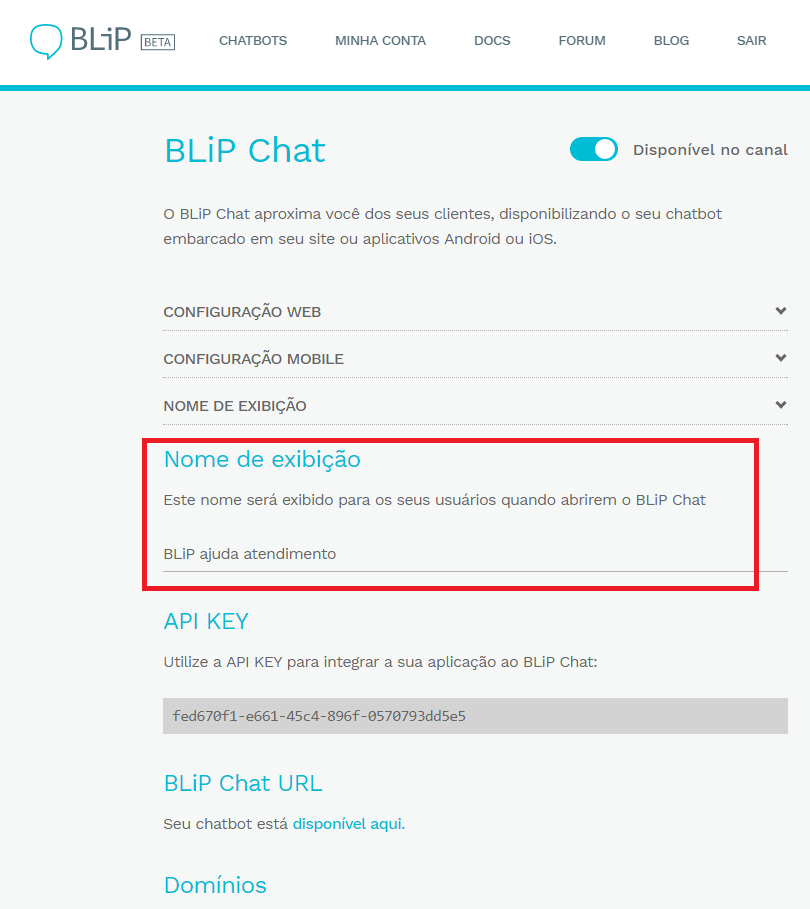 BLiP BETA CHATBOTS MINHA CONTA DOCS FORUM BLOG SAIR
BLiP Chat
Disponível no canal
O BLiP Chat aproxima você dos seus clientes, disponibilizando o seu chatbot
embarcado em seu site ou aplicativos Android ou iOS.
CONFIGURAÇÃO WEB
CONFIGURAÇÃO MOBILE
NOME DE EXIBIÇÃO
Nome de exibição
Este nome será exibido para os seus usuários quando abrirem o BLiP Chat
BLiP ajuda atendimento
API KEY
Utilize a API KEY para integrar a sua aplicação ao BLiP Chat:
fed670f1-e661-45c4-896f-0570793dd5e5
BLiP Chat URL
Seu chatbot está disponível aqui.
Domínios